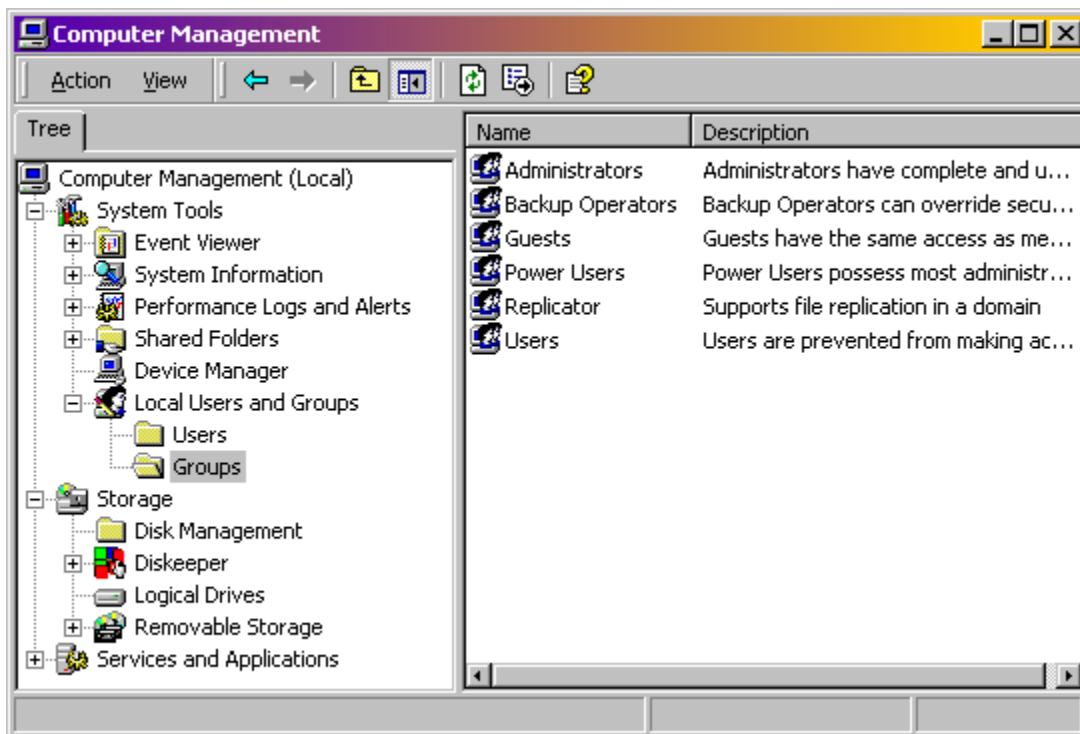 Computer Management
Action View
Tree
Computer Management (Local)
System Tools
Event Viewer
System Information
Performance Logs and Alerts
Shared Folders
Device Manager
Local Users and Groups
Users
Groups
Storage
Disk Management
Diskeeper
Logical Drives
Removable Storage
Services and Applications
Name Description
Administrators Administrators have complete and u...
Backup Operators Backup Operators can override secu...
Guests Guests have the same access as me...
Power Users Power Users possess most administr...
Replicator Supports file replication in a domain
Users Users are prevented from making ac...